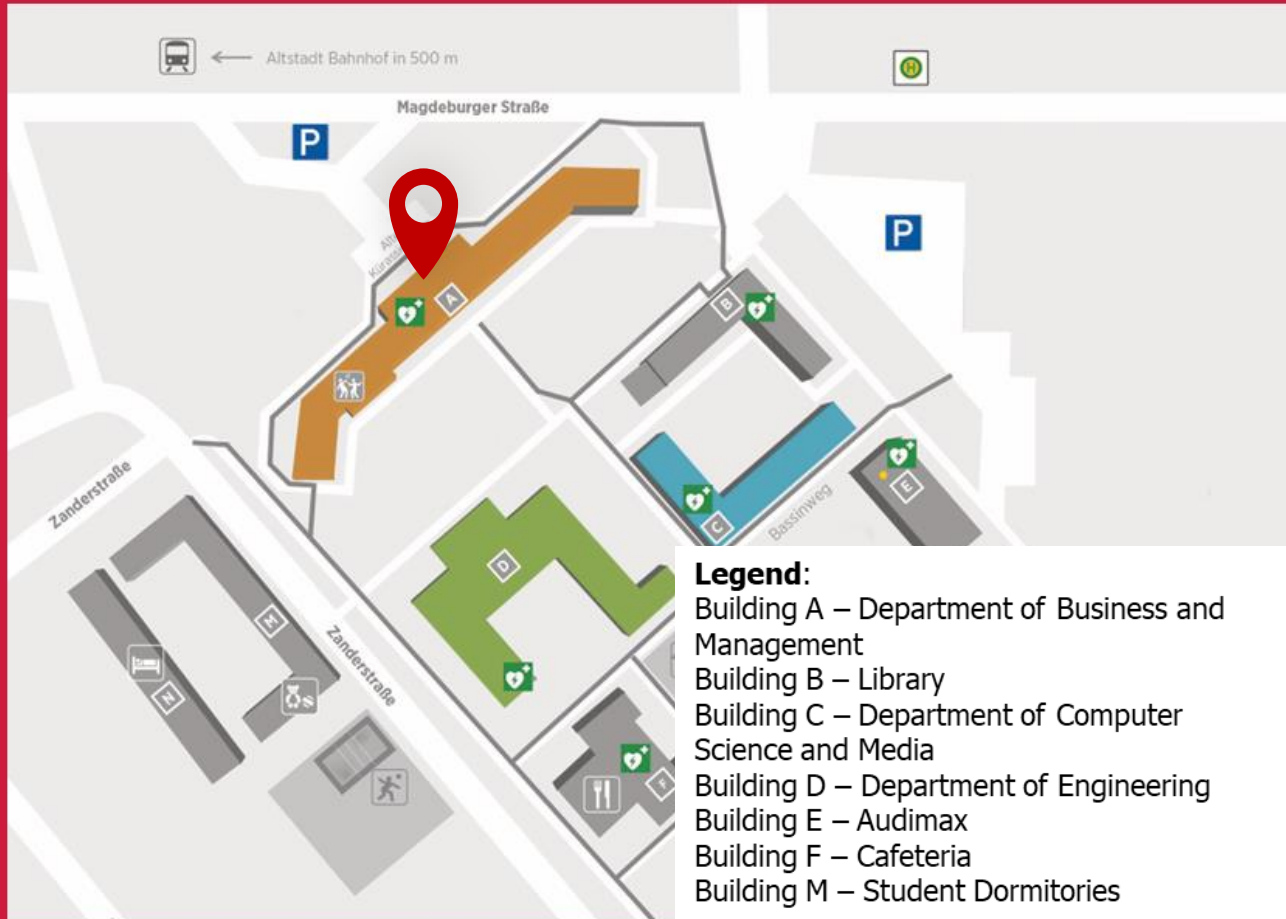 Altstadt Bahnhof in 500 m
H
Magdeburger Straße
P
P
A
B
Zanderstraße
E
C
Bassinweg
D
M
Zanderstraße
N
F
Legend:
Building A – Department of Business and
Management
Building B – Library
Building C – Department of Computer
Science and Media
Building D – Department of Engineering
Building E – Audimax
Building F – Cafeteria
Building M – Student Dormitories